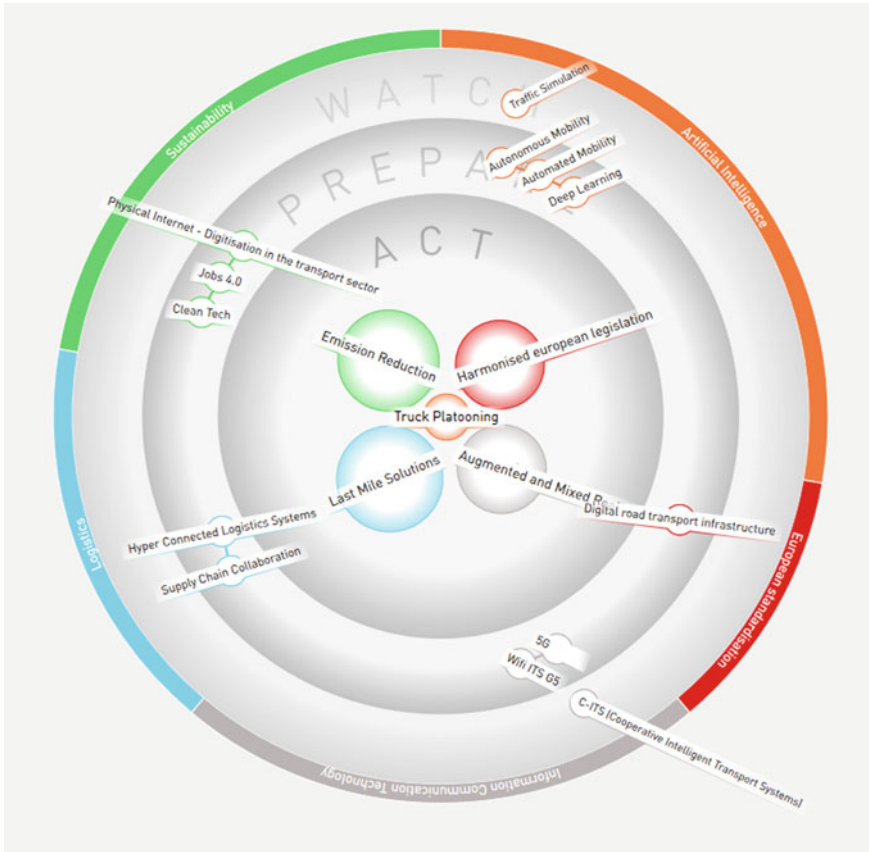 WATCH
PREPA
ACT
Sustainability
Artificial Intelligence
European standardisation
Information Communication Technology
Logistics
Traffic Simulation
Autonomous Mobility
Automated Mobility
Deep Learning
Physical Internet - Digitisation in the transport sector
Jobs 4.0
Clean Tech
Emission Reduction
Harmonised european legislation
Truck Platooning
Last Mile Solutions
Augmented and Mixed
Digital road transport infrastructure
Hyper Connected Logistics Systems
Supply Chain Collaboration
5G
Wifi ITS G5
C-ITS (Cooperative Intelligent Transport Systems)